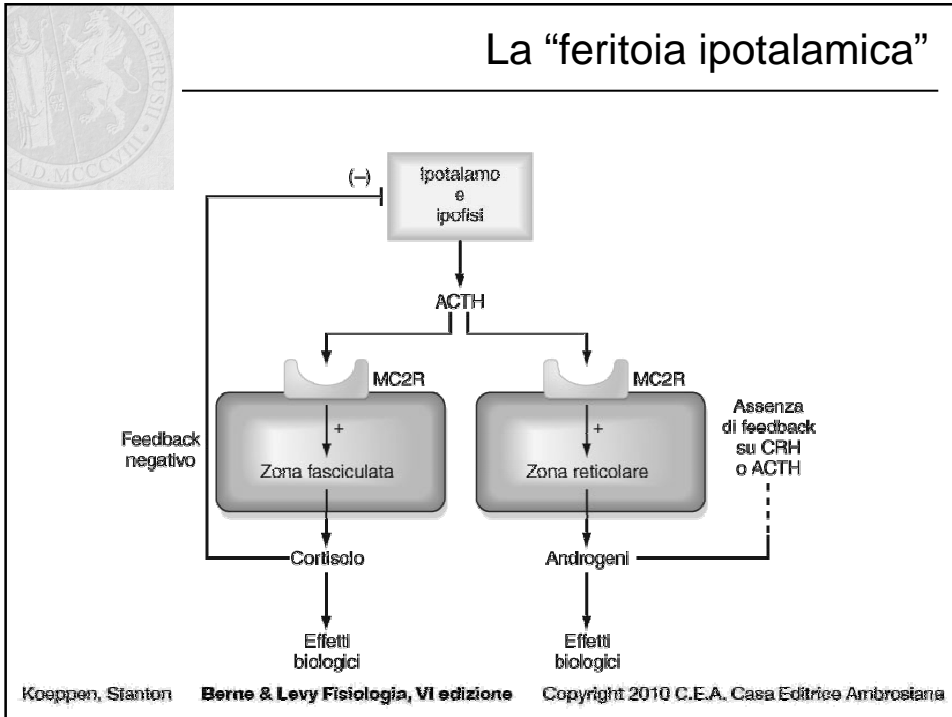 La “feritoia ipotalamica”
(–)
Ipotalamo
e
ipofisi
ACTH
MC2R
MC2R
Assenza
di feedback
su CRH
o ACTH
Feedback
negativo
+
Zona fasciculata
+
Zona reticolare
Cortisolo
Androgeni
Effetti
biologici
Effetti
biologici
Koeppen, Stanton Berne & Levy Fisiologia, VI edizione Copyright 2010 C.E.A. Casa Editrice Ambrosiana
A.D. MCCCVIII